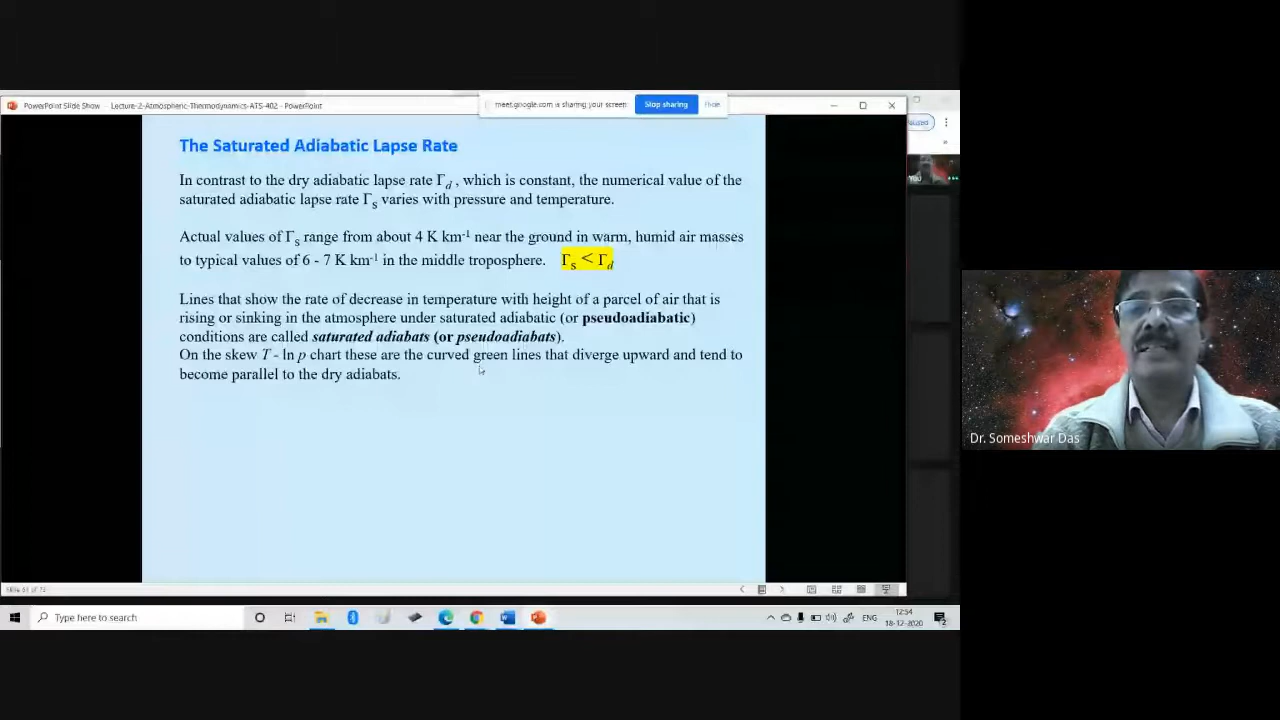 PowerPoint Slide Show - Lecture-2-Atmospheric-Thermodynamics-ATS-402 - PowerPoint
meet.google.com is sharing your screen
Stop sharing
Hide
The Saturated Adiabatic Lapse Rate
In contrast to the dry adiabatic lapse rate Γd , which is constant, the numerical value of the
saturated adiabatic lapse rate Γs varies with pressure and temperature.
Actual values of Γs range from about 4 K km-1 near the ground in warm, humid air masses
to typical values of 6 - 7 K km-1 in the middle troposphere. Γs < Γd
Lines that show the rate of decrease in temperature with height of a parcel of air that is
rising or sinking in the atmosphere under saturated adiabatic (or pseudoadiabatic)
conditions are called saturated adiabats (or pseudoadiabats).
On the skew T - ln p chart these are the curved green lines that diverge upward and tend to
become parallel to the dry adiabats.
You
Dr. Someshwar Das
Type here to search
ENG
12:54
18-12-2020